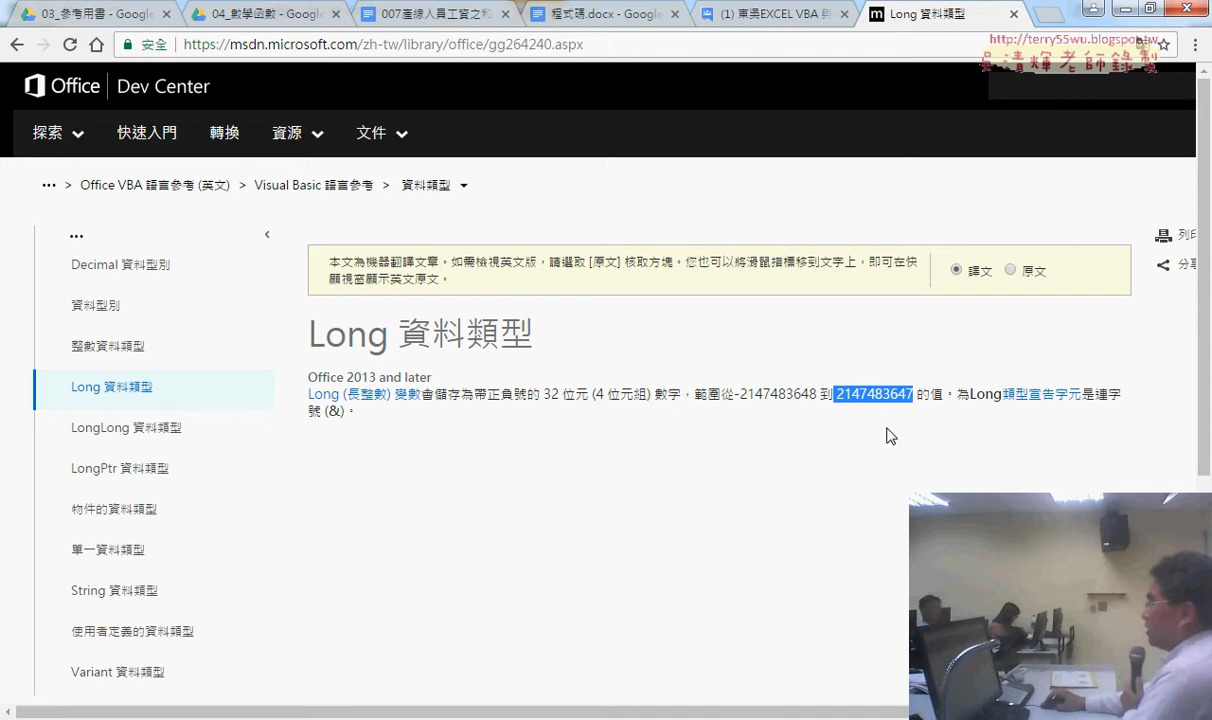 03_參考用書 - Google
04_數學函數 - Google
007產線人員工資之和
程式碼.docx - Google
(1) 東吳EXCEL VBA 與
Long 資料類型
安全
https://msdn.microsoft.com/zh-tw/library/office/gg264240.aspx
http://terry55wu.blogspot.tw
吳清輝老師錄製
Office Dev Center
探索 快速入門 轉換 資源 文件
••• > Office VBA 語言參考 (英文) > Visual Basic 語言參考 > 資料類型
•••
Decimal 資料型別
資料型別
整數資料類型
Long 資料類型
LongLong 資料類型
LongPtr 資料類型
物件的資料類型
單一資料類型
String 資料類型
使用者定義的資料類型
Variant 資料類型
本文為機器翻譯文章。如需檢視英文版，請選取 [原文] 核取方塊。您也可以將滑鼠指標移到文字上，即可在快
顯視窗顯示英文原文。
譯文 原文
列印
分享
Long 資料類型
Office 2013 and later
Long (長整數) 變數會儲存為帶正負號的 32 位元 (4 位元組) 數字，範圍從-2147483648 到 2147483647 的值。為Long類型宣告字元是連字
號 (&)。